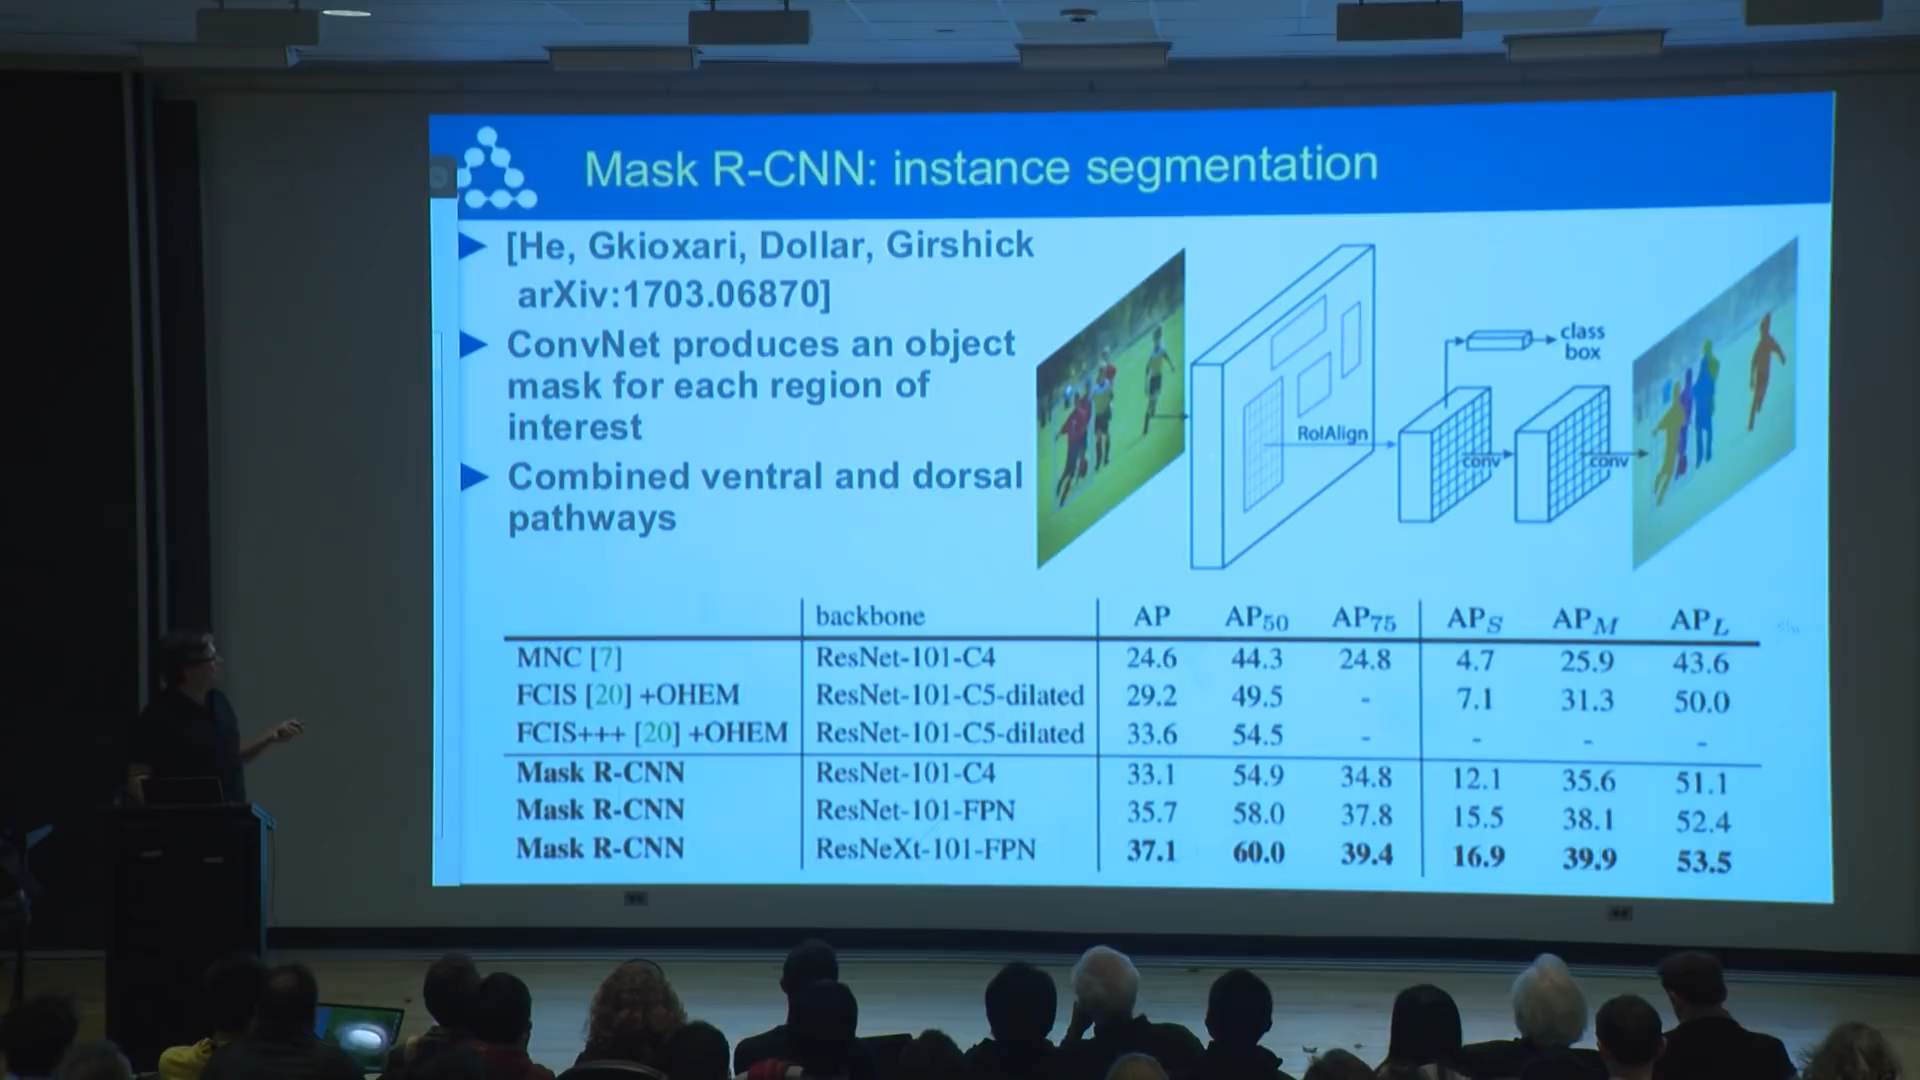 Mask R-CNN: instance segmentation
[He, Gkioxari, Dollar, Girshick
arXiv:1703.06870]
ConvNet produces an object
mask for each region of
interest
Combined ventral and dorsal
pathways
RoIAlign
class
box
conv
conv
backbone AP AP50 AP75 APS APM APL
MNC [7] ResNet-101-C4 24.6 44.3 24.8 4.7 25.9 43.6
FCIS [20] +OHEM ResNet-101-C5-dilated 29.2 49.5 - 7.1 31.3 50.0
FCIS+++ [20] +OHEM ResNet-101-C5-dilated 33.6 54.5 - - - -
Mask R-CNN ResNet-101-C4 33.1 54.9 34.8 12.1 35.6 51.1
Mask R-CNN ResNet-101-FPN 35.7 58.0 37.8 15.5 38.1 52.4
Mask R-CNN ResNeXt-101-FPN 37.1 60.0 39.4 16.9 39.9 53.5